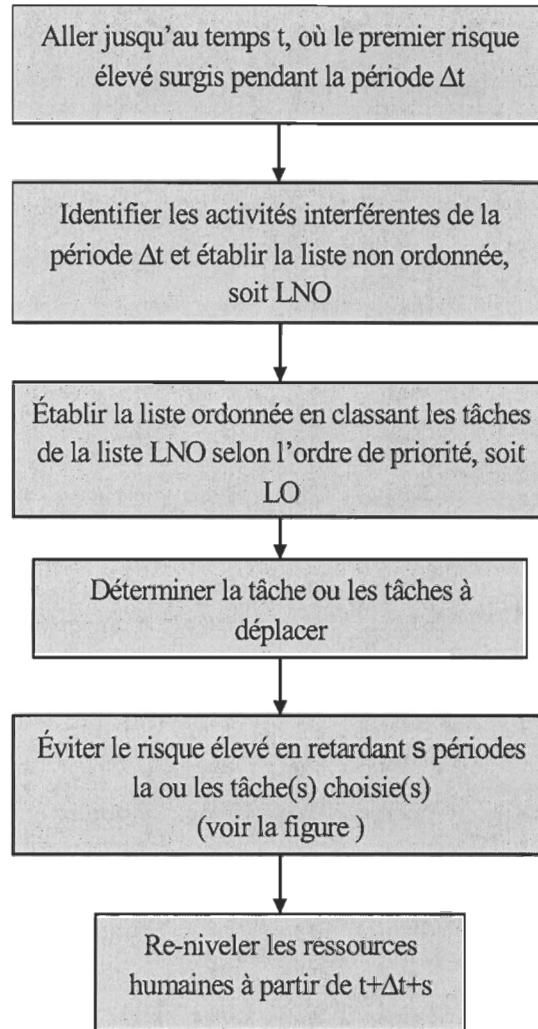 Aller jusqu'au temps t, où le premier risque
élevé surgis pendant la période Δt
Identifier les activités interférentes de la
période Δt et établir la liste non ordonnée,
soit LNO
Établir la liste ordonnée en classant les tâches
de la liste LNO selon l'ordre de priorité, soit
LO
Déterminer la tâche ou les tâches à
déplacer
Éviter le risque élevé en retardant s périodes
la ou les tâche(s) choisie(s)
(voir la figure )
Re-niveler les ressources
humaines à partir de t+Δt+s